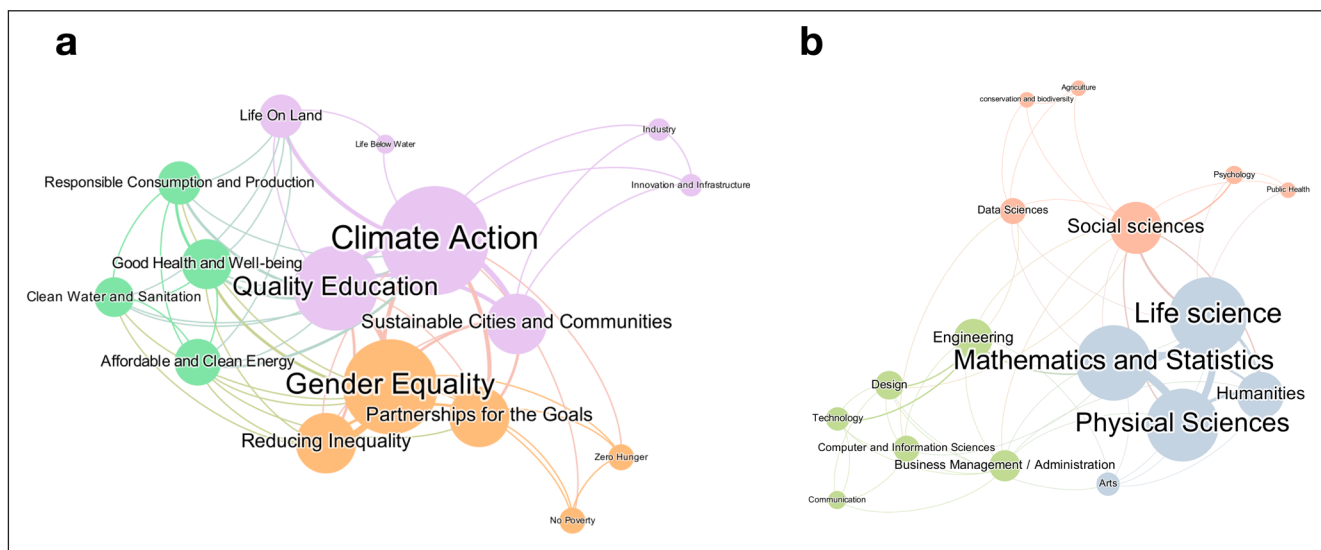 a
Life On Land
Life Below Water
Industry
Responsible Consumption and Production
Innovation and Infrastructure
Climate Action
Good Health and Well-being
Quality Education
Clean Water and Sanitation
Sustainable Cities and Communities
Affordable and Clean Energy
Gender Equality
Partnerships for the Goals
Reducing Inequality
Zero Hunger
No Poverty
b
Agriculture
conservation and biodiversity
Psychology
Public Health
Data Sciences
Social sciences
Life science
Engineering
Mathematics and Statistics
Design
Humanities
Technology
Physical Sciences
Computer and Information Sciences
Business Management / Administration
Arts
Communication